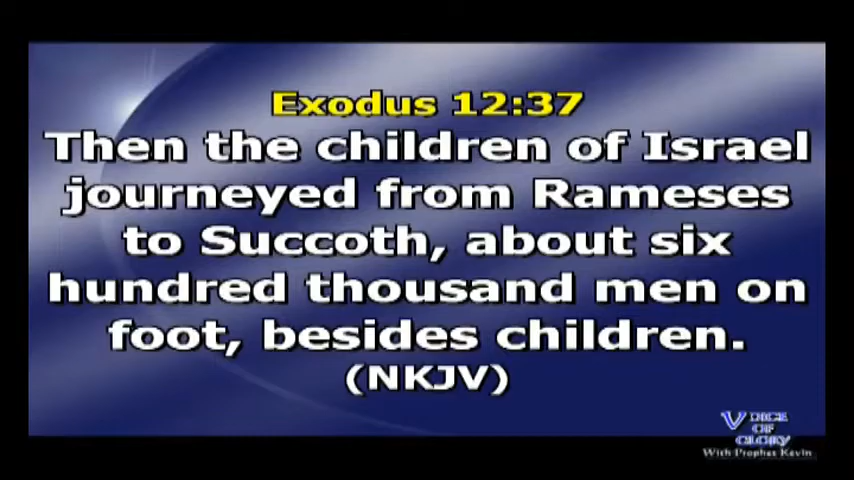 Exodus 12:37
Then the children of Israel
journeyed from Rameses
to Succoth, about six
hundred thousand men on
foot, besides children.
(NKJV)
VOICE
OF
GLORY
With Prophet Kevin